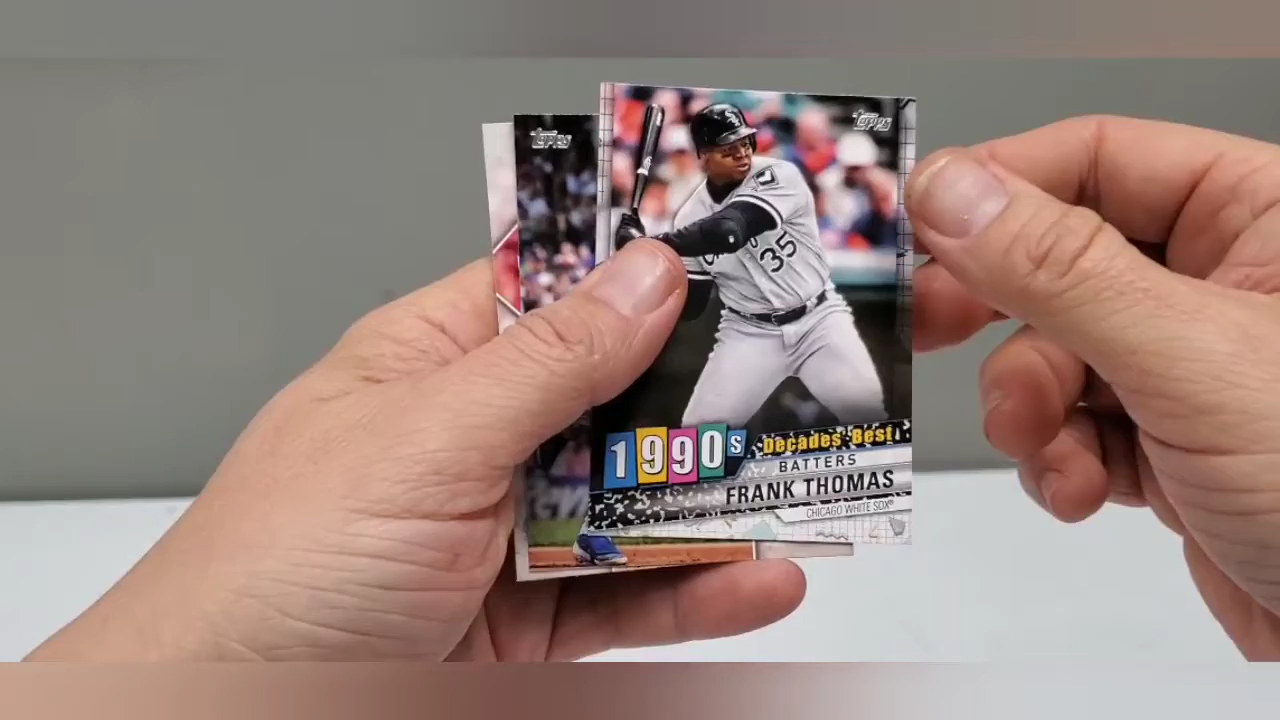 Topps
Topps
35
1990s
Decades' Best
BATTERS
FRANK THOMAS
CHICAGO WHITE SOX®